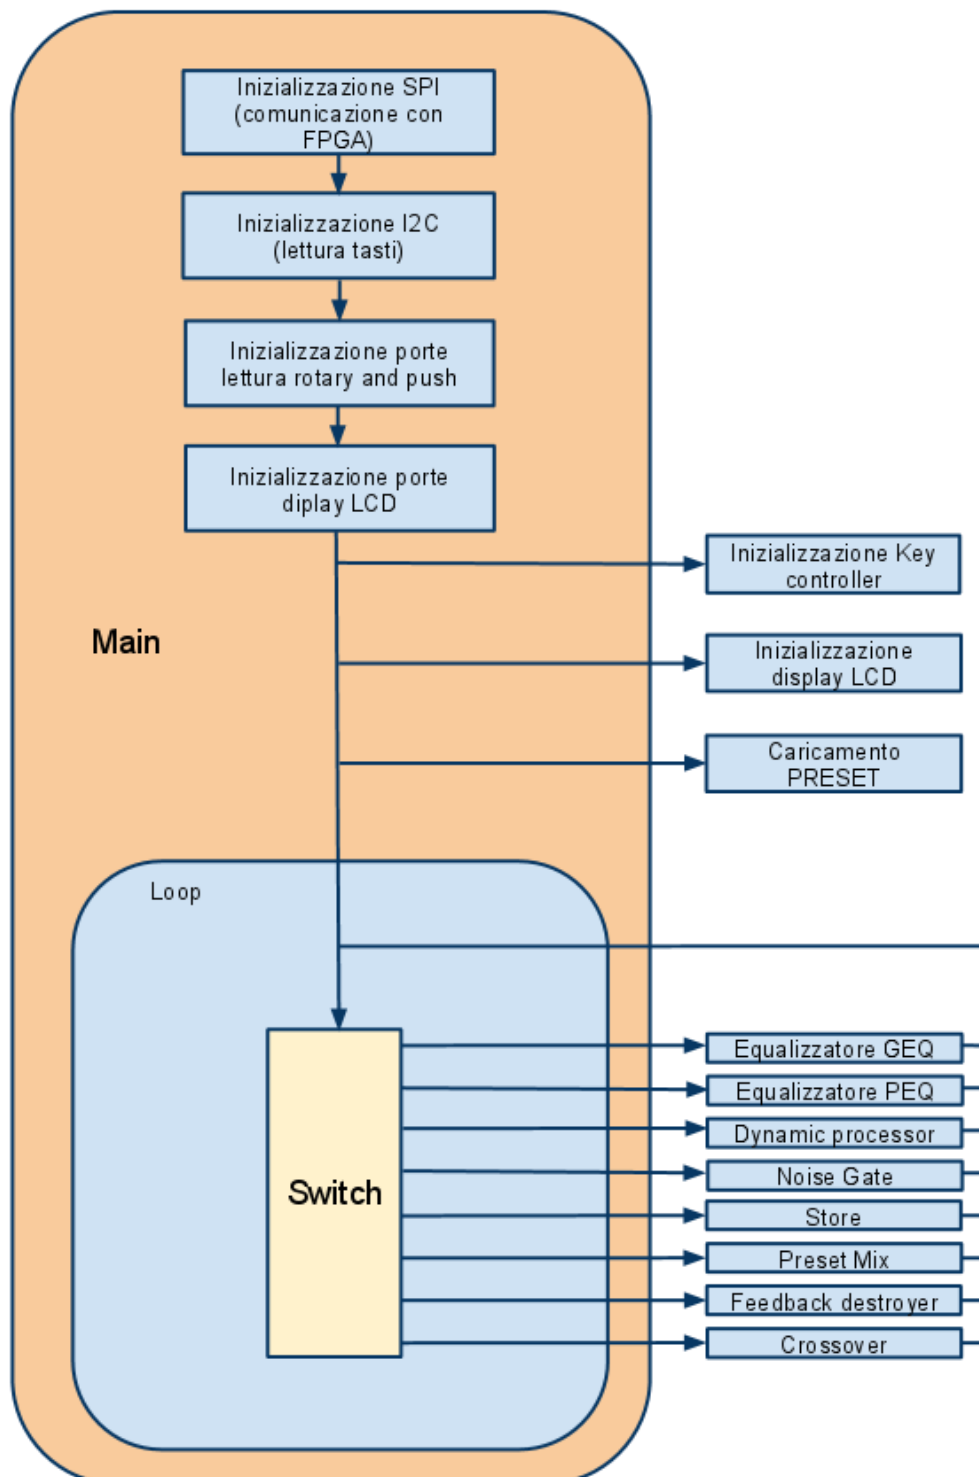 Inizializzazione SPI
(comunicazione con
FPGA)
Inizializzazione I2C
(lettura tasti)
Inizializzazione porte
lettura rotary and push
Inizializzazione porte
diplay LCD
Inizializzazione Key
controller
Main
Inizializzazione
display LCD
Caricamento
PRESET
Loop
Switch
Equalizzatore GEQ
Equalizzatore PEQ
Dynamic processor
Noise Gate
Store
Preset Mix
Feedback destroyer
Crossover